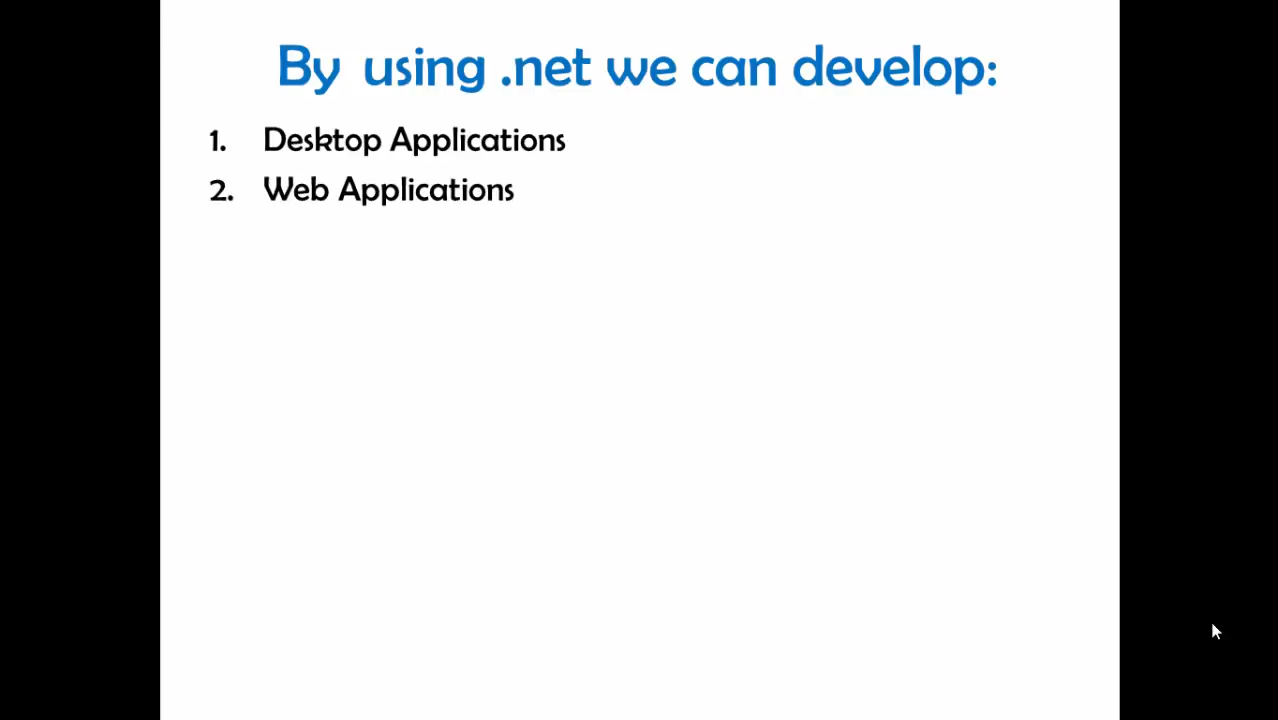 By using .net we can develop:
1. Desktop Applications
2. Web Applications